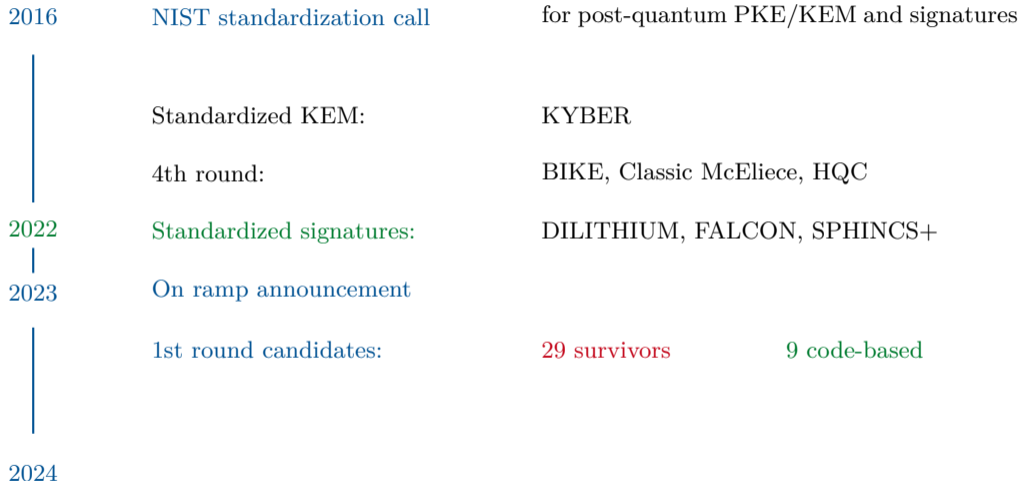 2016 NIST standardization call for post-quantum PKE/KEM and signatures
Standardized KEM: KYBER
4th round: BIKE, Classic McEliece, HQC
2022 Standardized signatures: DILITHIUM, FALCON, SPHINCS+
2023 On ramp announcement
1st round candidates: 29 survivors 9 code-based
2024